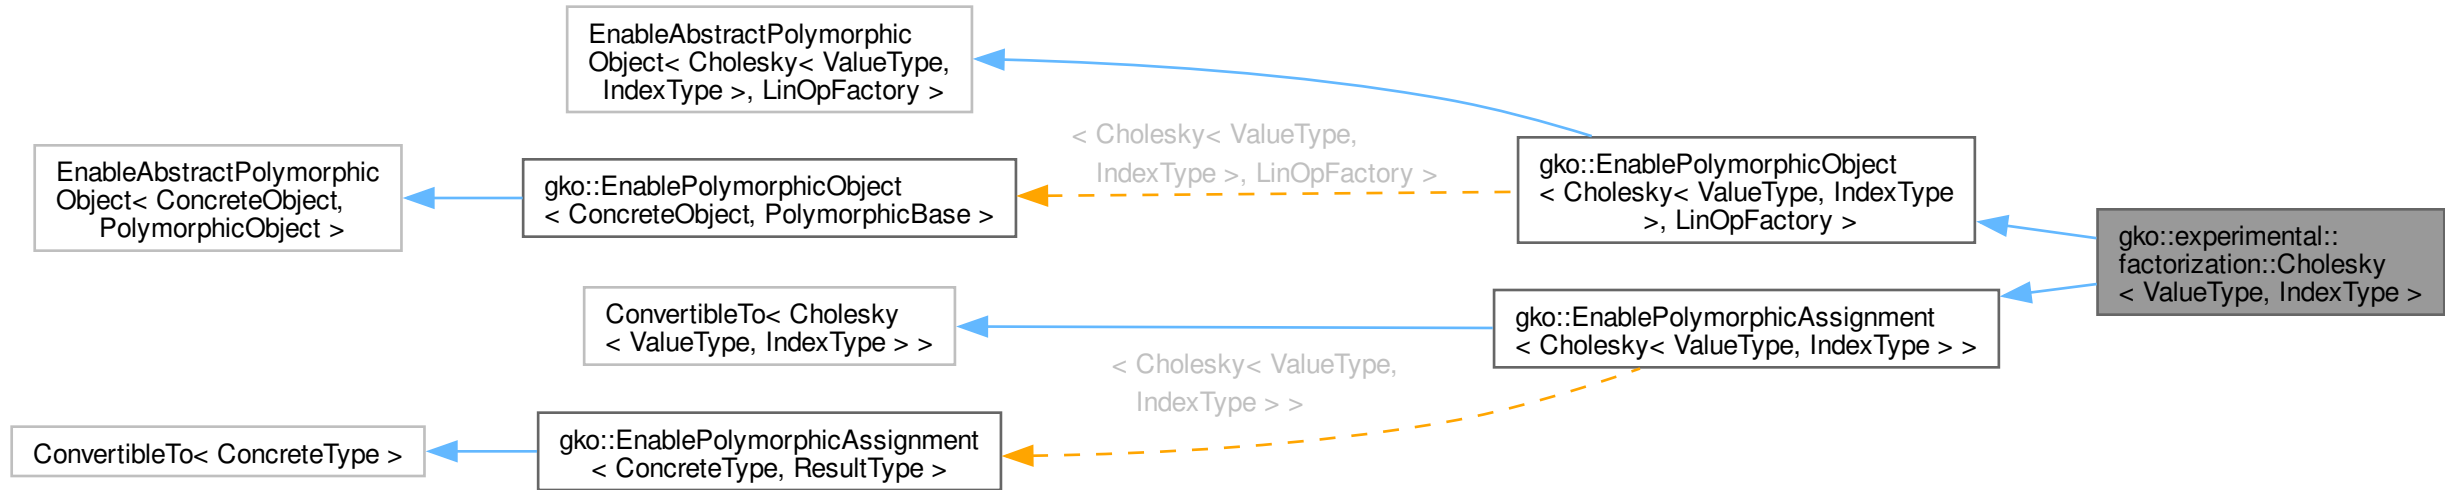 EnableAbstractPolymorphic
Object< Cholesky< ValueType,
IndexType >, LinOpFactory >
< Cholesky< ValueType,
IndexType >, LinOpFactory >
EnableAbstractPolymorphic
Object< ConcreteObject,
PolymorphicObject >
gko::EnablePolymorphicObject
< ConcreteObject, PolymorphicBase >
gko::EnablePolymorphicObject
< Cholesky< ValueType, IndexType
>, LinOpFactory >
gko::experimental::
factorization::Cholesky
< ValueType, IndexType >
ConvertibleTo< Cholesky
< ValueType, IndexType > >
gko::EnablePolymorphicAssignment
< Cholesky< ValueType, IndexType > >
< Cholesky< ValueType,
IndexType > >
ConvertibleTo< ConcreteType >
gko::EnablePolymorphicAssignment
< ConcreteType, ResultType >